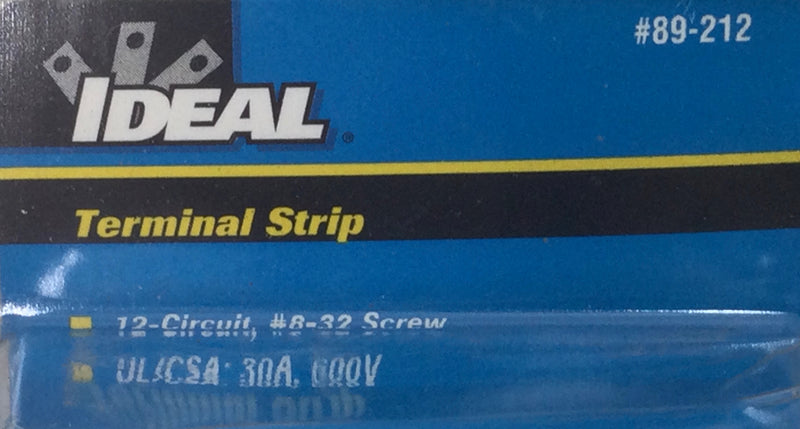 #89-212
IDEAL®
Terminal Strip
12-Circuit, #8-32 Screw
UL/CSA: 30A, 600V